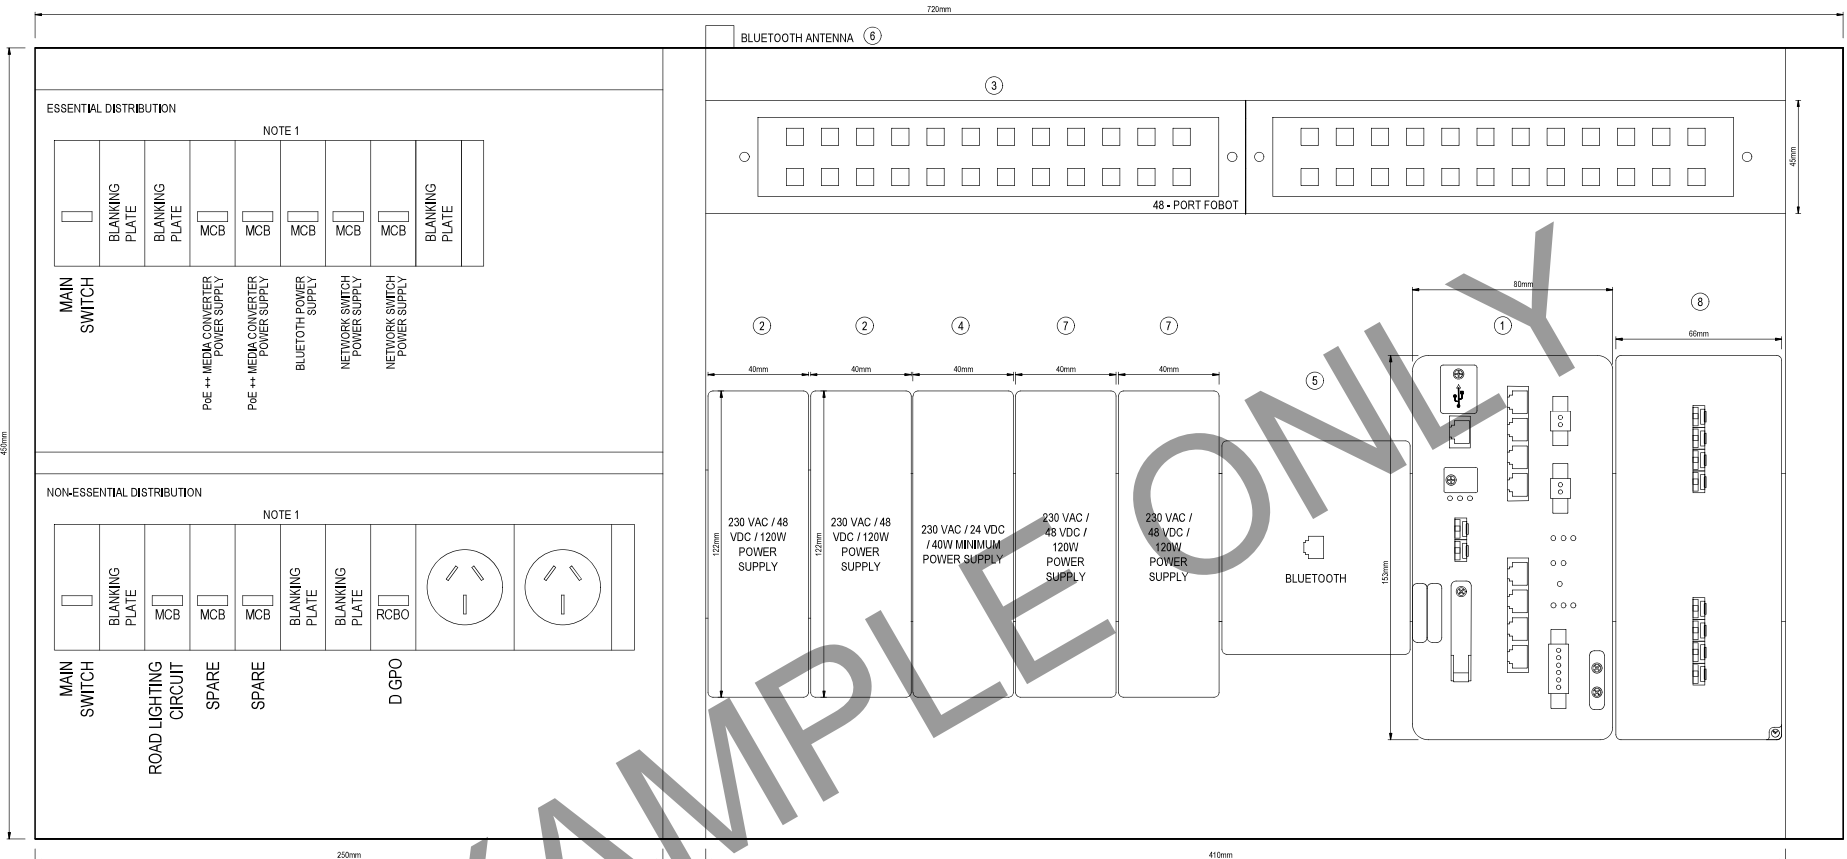 720mm
BLUETOOTH ANTENNA 6
450mm
ESSENTIAL DISTRIBUTION
NOTE 1
MAIN
SWITCH
BLANKING
PLATE
BLANKING
PLATE
MCB
MCB
MCB
MCB
MCB
BLANKING
PLATE
PoE ++ MEDIA CONVERTER
POWER SUPPLY
PoE ++ MEDIA CONVERTER
POWER SUPPLY
BLUETOTH POWER
SUPPLY
NETWORK SWITCH
POWER SUPPLY
NETWORK SWITCH
POWER SUPPLY
NON-ESSENTIAL DISTRIBUTION
NOTE 1
MAIN
SWITCH
BLANKING
PLATE
MCB
ROAD LIGHTING
CIRCUIT
MCB
SPARE
MCB
SPARE
BLANKING
PLATE
BLANKING
PLATE
RCBO
D GPO
250mm
3
48 - PORT FOBOT
45mm
2
2
4
7
7
5
1
8
40mm
40mm
40mm
40mm
40mm
80mm
66mm
122mm
122mm
153mm
230 VAC / 48
VDC / 120W
POWER
SUPPLY
230 VAC / 48
VDC / 120W
POWER
SUPPLY
230 VAC / 24 VDC
/ 40W MINIMUM
POWER SUPPLY
230 VAC /
48 VDC /
120W
POWER
SUPPLY
230 VAC /
48 VDC /
120W
POWER
SUPPLY
BLUETOOTH
410mm
AMPLE ONLY